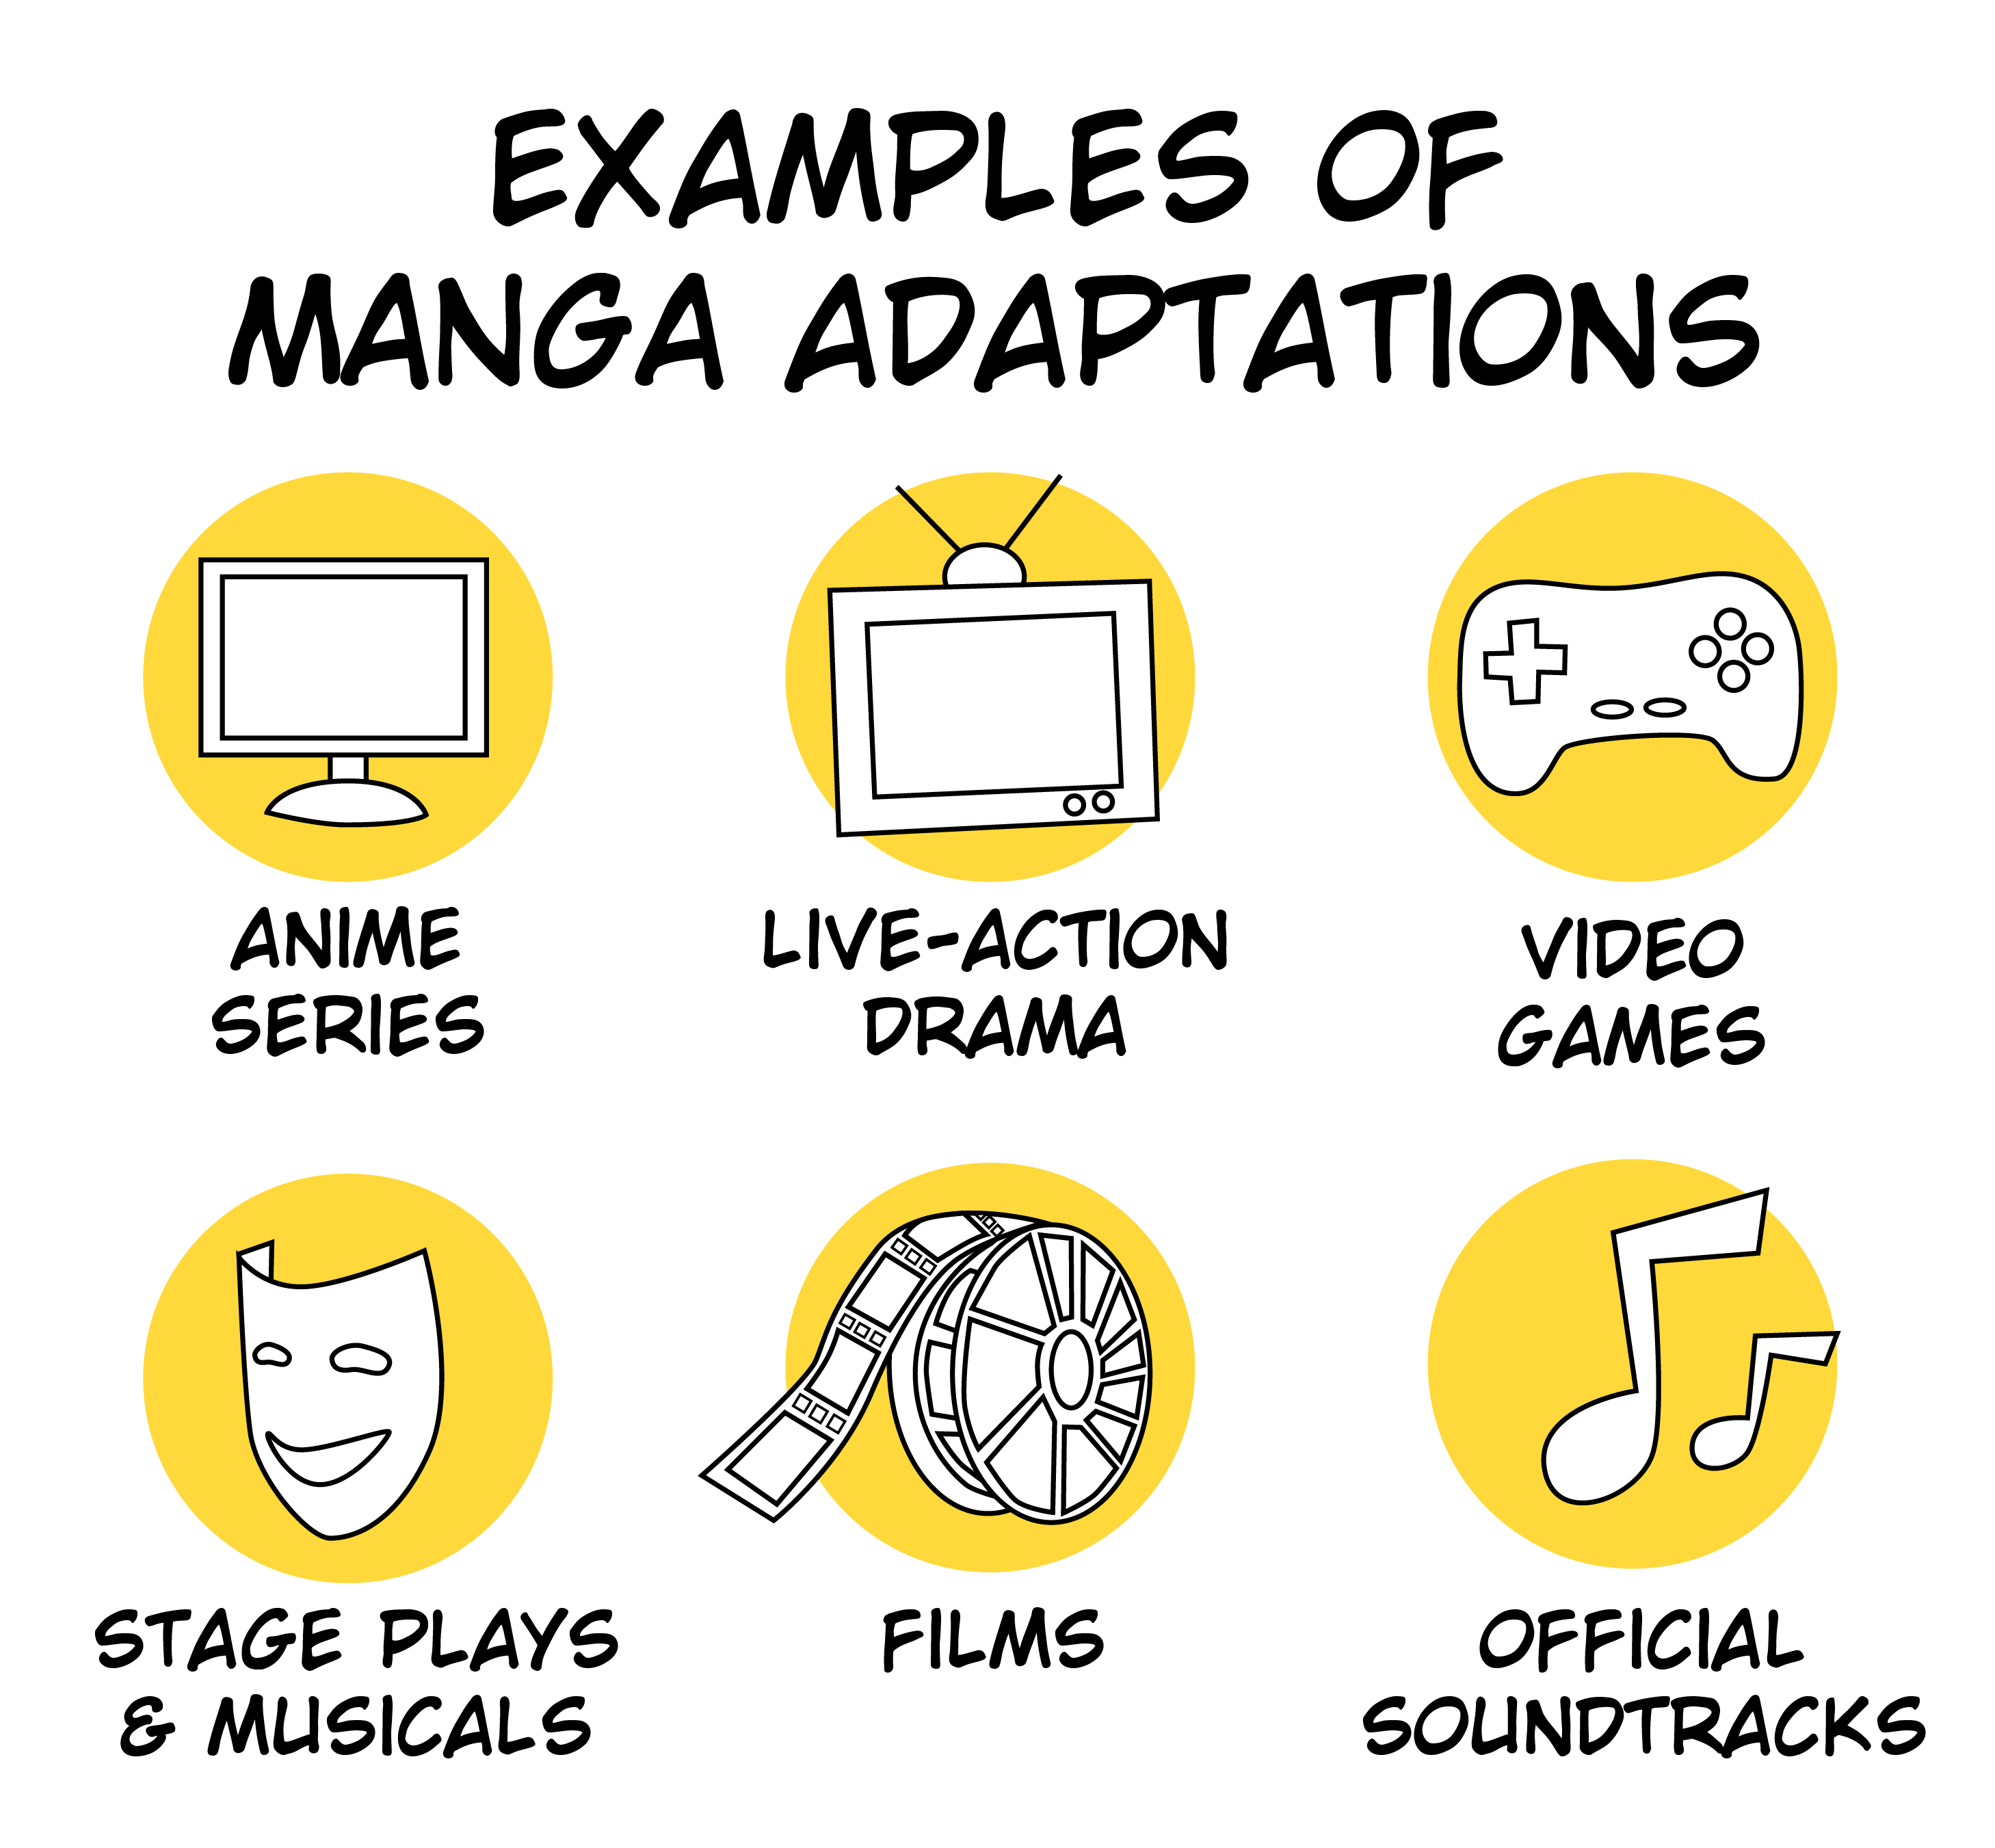 EXAMPLES OF
MANGA ADAPTATIONS
ANIME
SERIES
LIVE-ACTION
DRAMA
VIDEO
GAMES
STAGE PLAYS
& MUSICALS
FILMS
OFFICIAL
SOUNDTRACKS